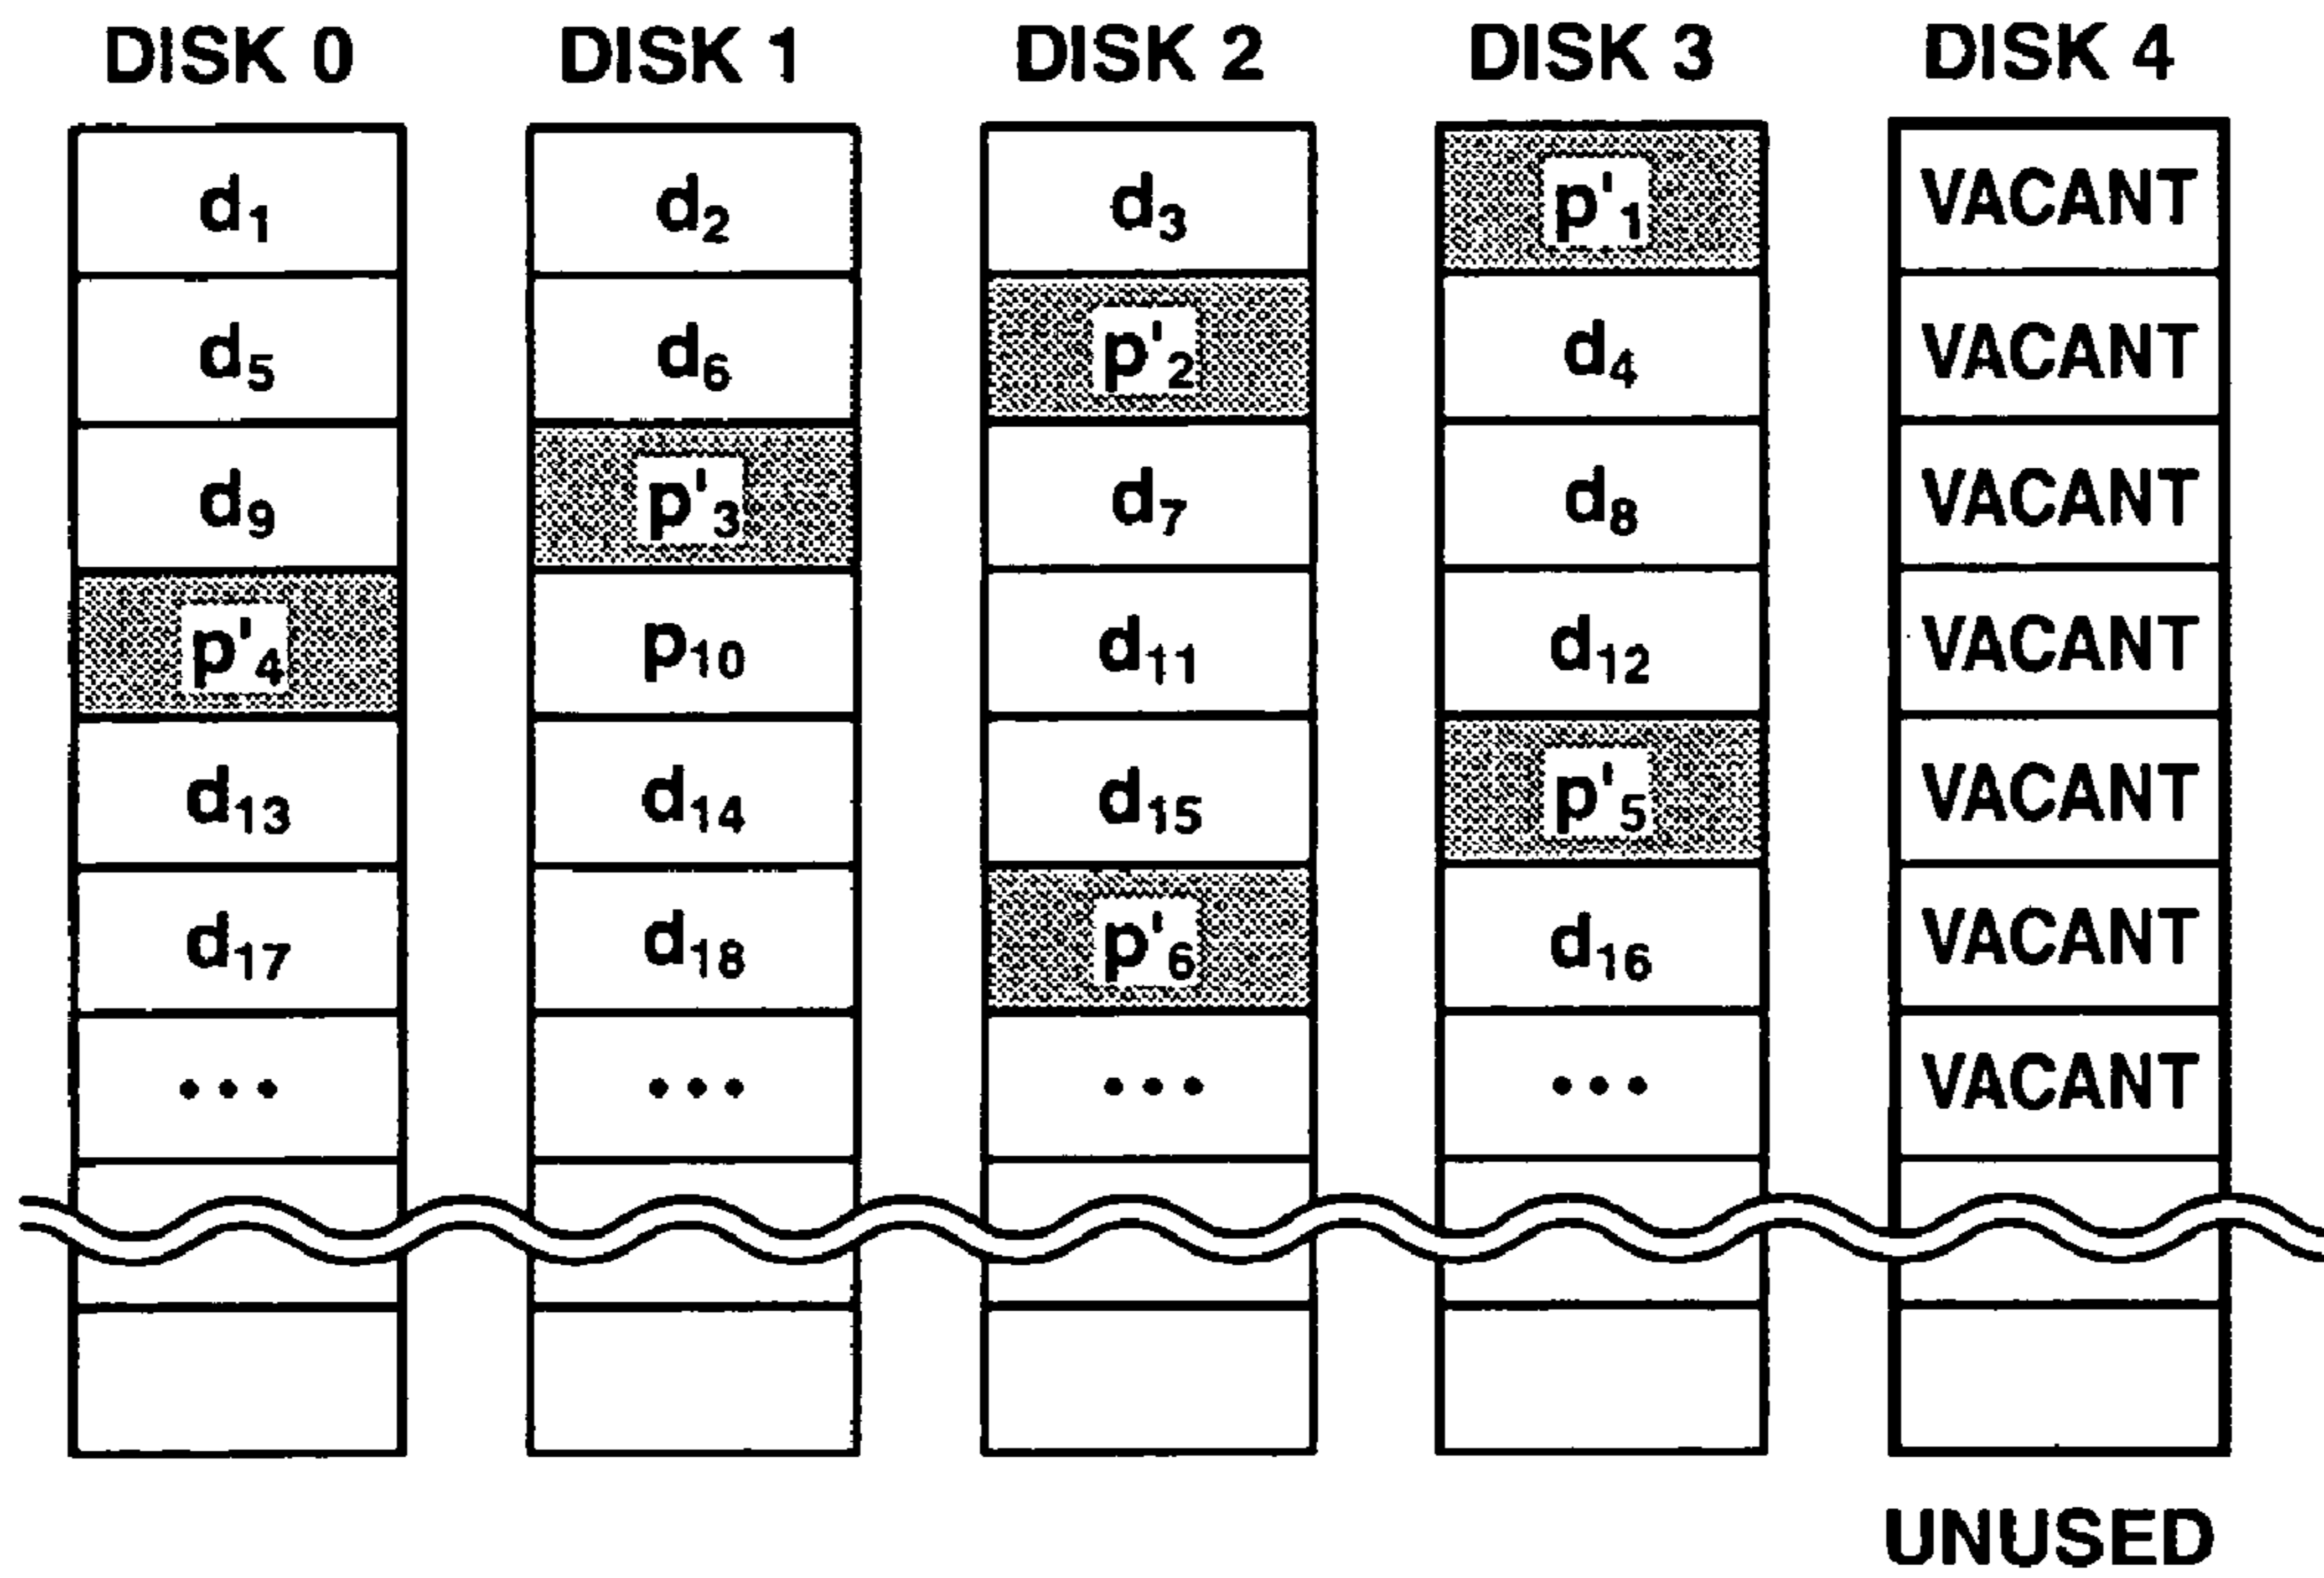 DISK 0 DISK 1 DISK 2 DISK 3 DISK 4
d₁ d₂ d₃ p'₁ VACANT
d₅ d₆ p'₂ d₄ VACANT
d₉ p'₃ d₇ d₈ VACANT
p'₄ p₁₀ d₁₁ d₁₂ VACANT
d₁₃ d₁₄ d₁₅ p'₅ VACANT
d₁₇ d₁₈ p'₆ d₁₆ VACANT
... ... ... ... VACANT
UNUSED